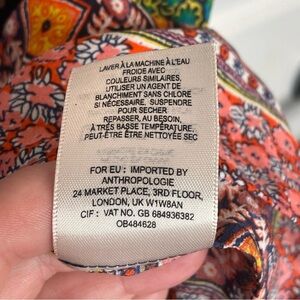 LAVER À LA MACHINE À L'EAU
FROIDE AVEC
COULEURS SIMILAIRES,
UTILISER UN AGENT DE
BLANCHIMENT SANS CHLORE
SI NÉCESSAIRE. SUSPENDRE
POUR SECHER.
REPASSER, AU BESOIN,
À TRÈS BASSE TEMPÉRATURE,
PEUT-ÊTRE ÊTRE NETTOYÉE SEC
FOR EU: IMPORTED BY
ANTHROPOLOGIE
24 MARKET PLACE, 3RD FLOOR,
LONDON, UK W1W8AN
CIF: VAT NO. GB 684936382
OB484628